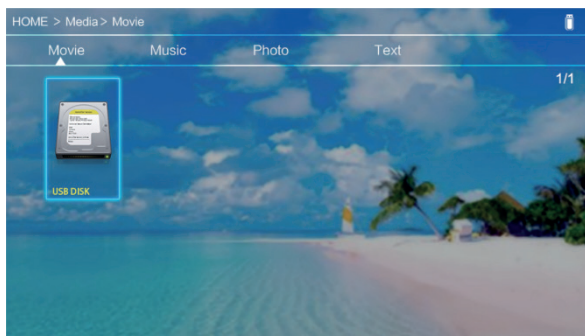 HOME > Media> Movie
Movie Music Photo Text
1/1
USB DISK